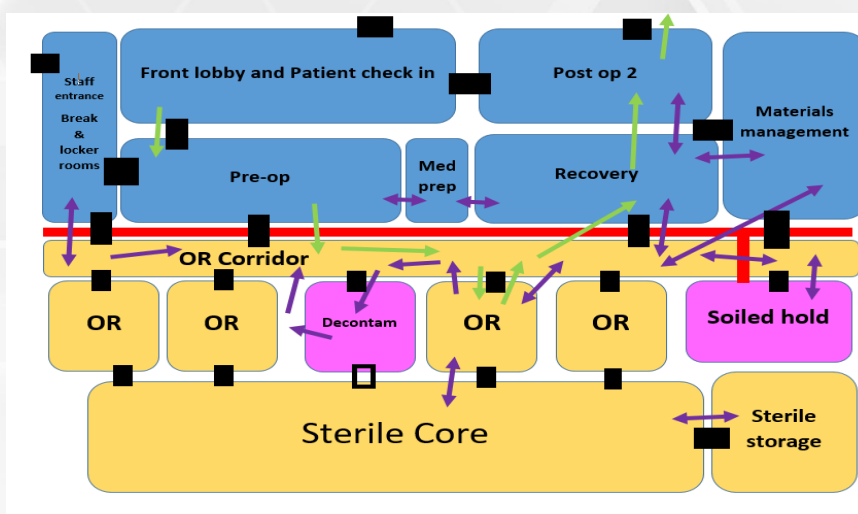 Staff
entrance
Break
&
locker
rooms
Front lobby and Patient check in
Post op 2
Materials
management
Pre-op
Med
prep
Recovery
OR Corridor
OR
OR
Decontam
OR
OR
Soiled hold
Sterile Core
Sterile
storage